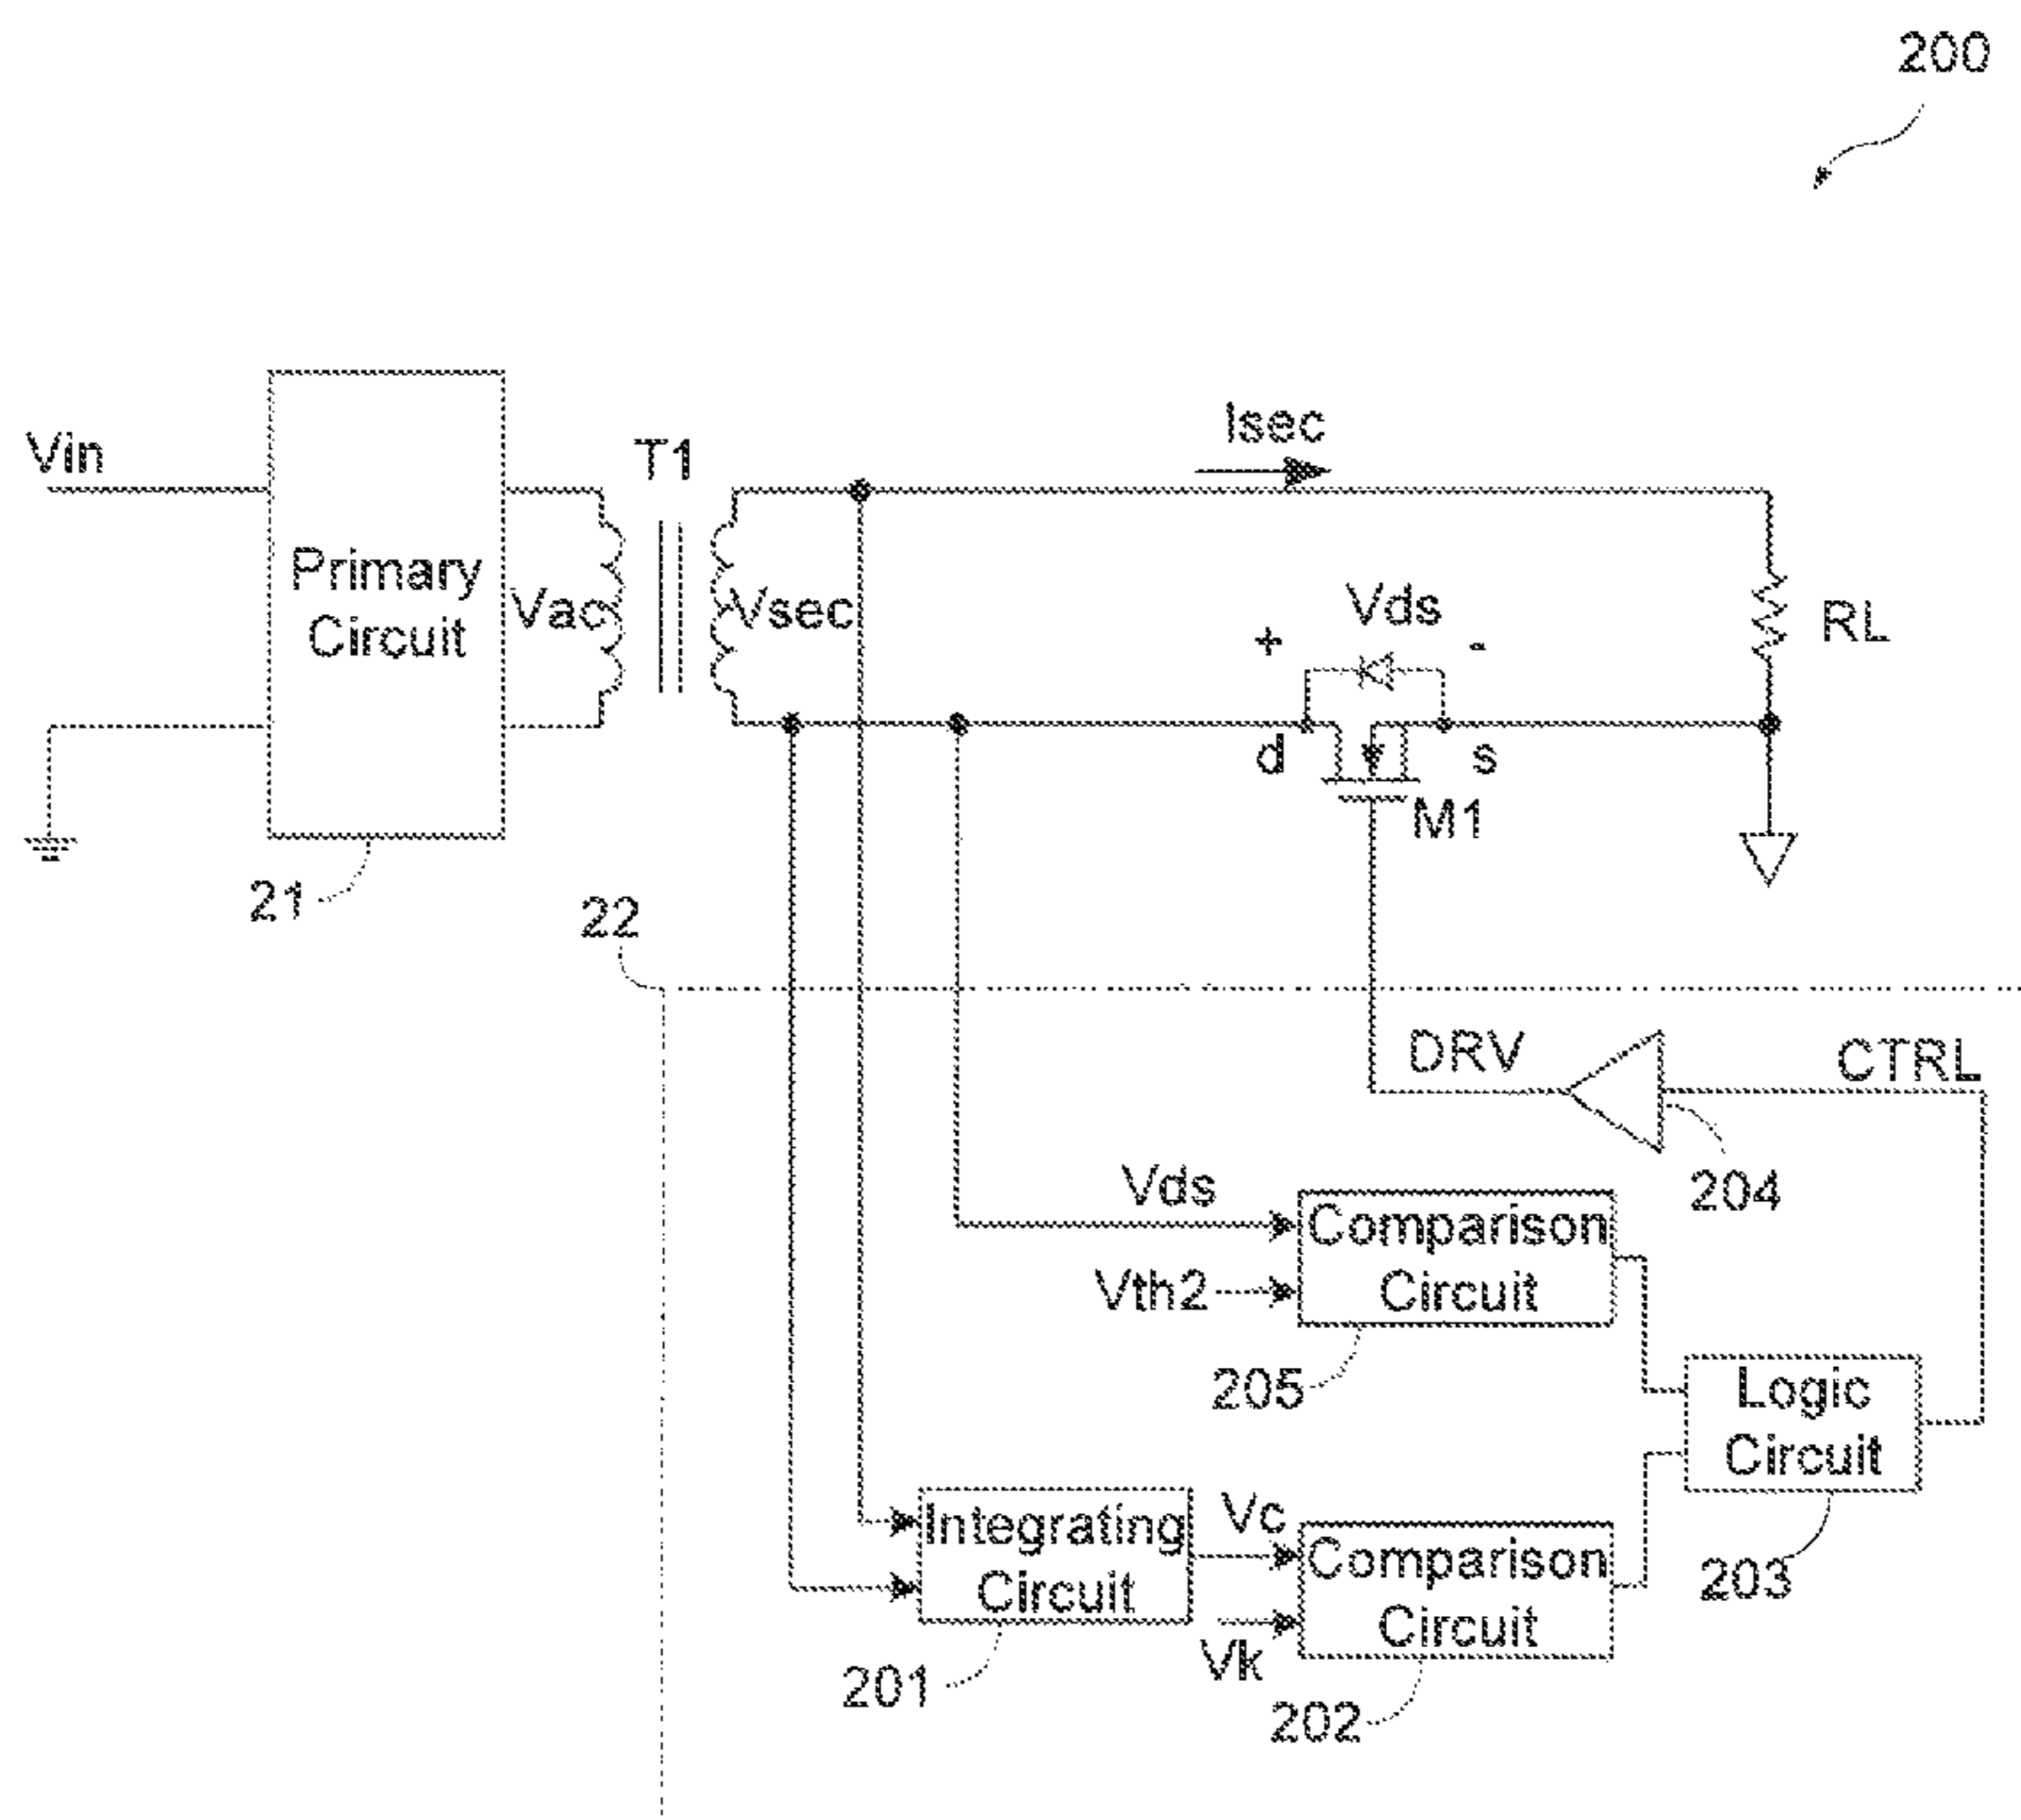 200
Isec
Vin
T1
Primary
Circuit
Vac
Vsec
Vds
+
-
RL
d
s
M1
21
22
DRV
CTRL
204
Vds
Comparison
Circuit
Vth2
205
Logic
Circuit
203
Integrating
Circuit
201
Vc
Vk
Comparison
Circuit
202